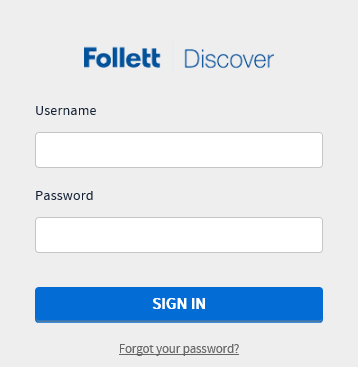 Follett Discover
Username
Password
SIGN IN
Forgot your password?